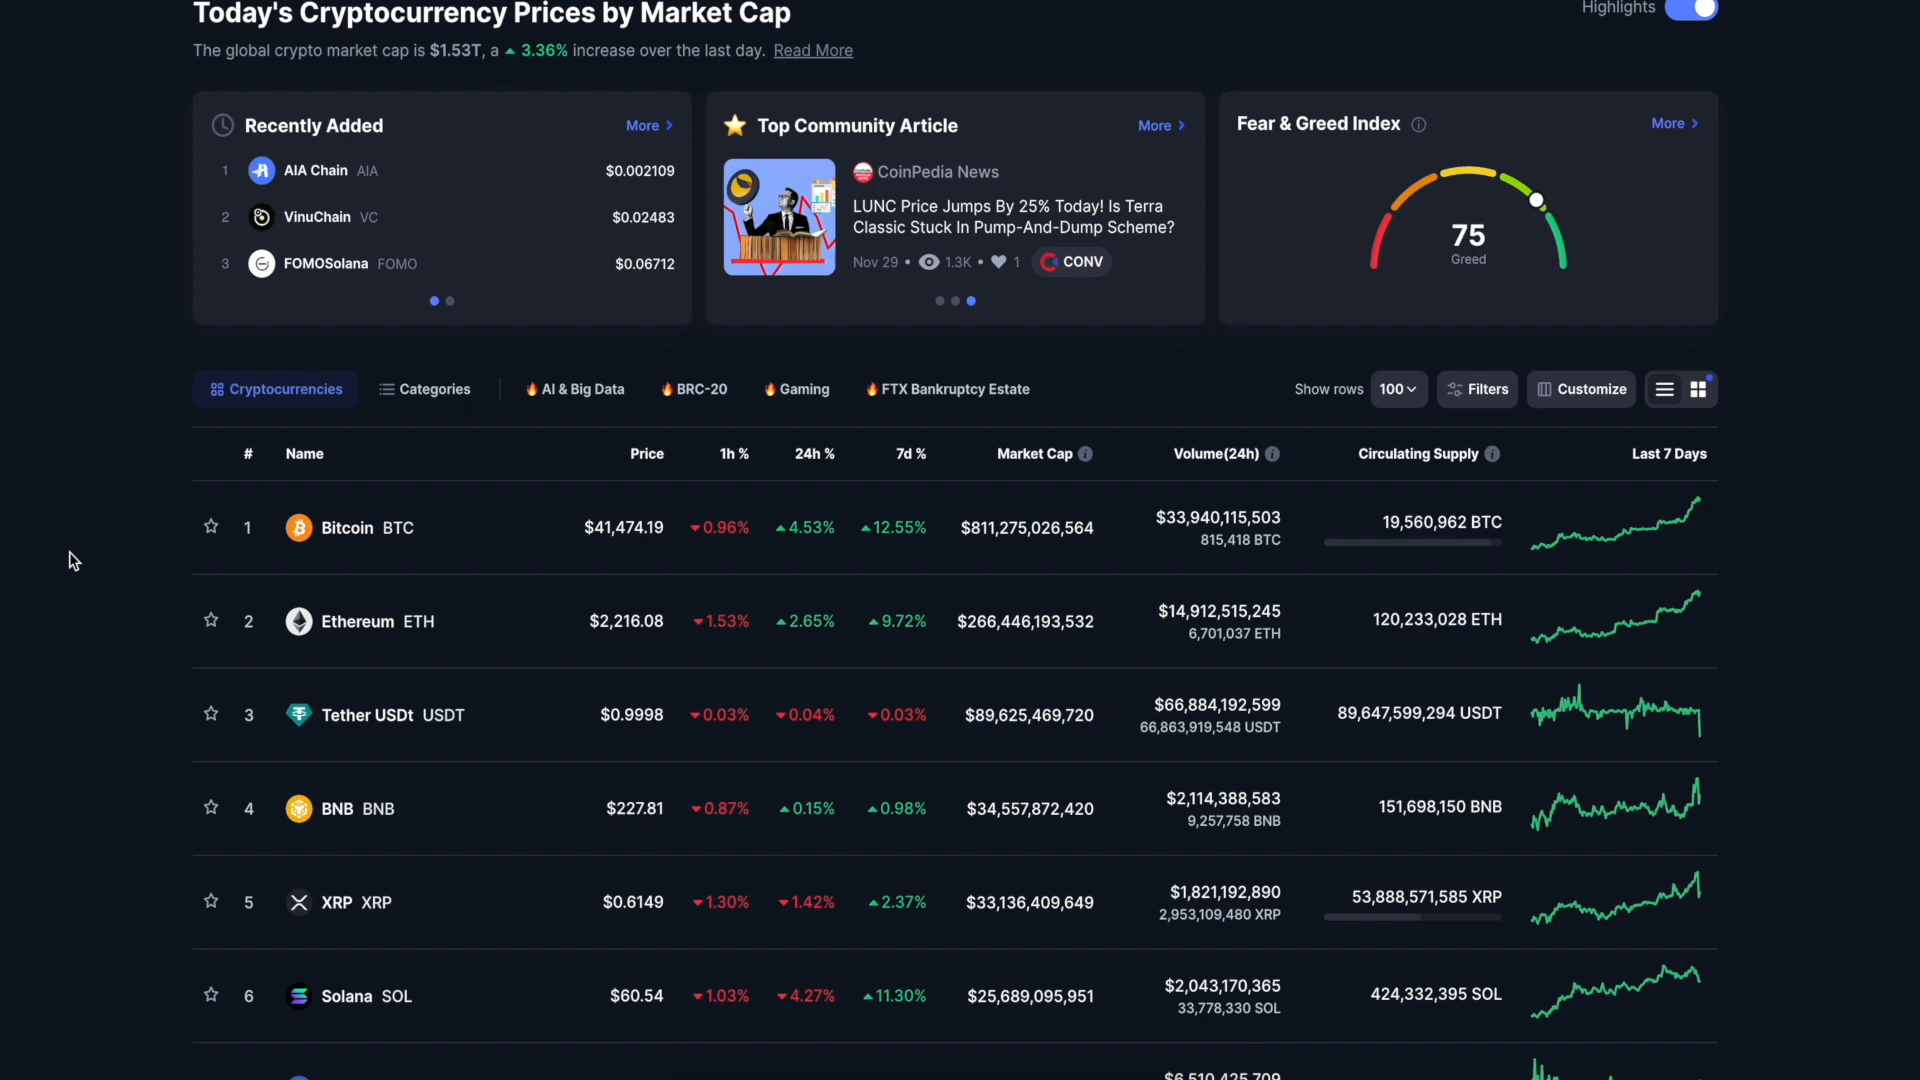 Today's Cryptocurrency Prices by Market Cap
Highlights
The global crypto market cap is $1.53T, a 3.36% increase over the last day. Read More
Recently Added
More
1 AIA Chain AIA $0.002109
2 VinuChain VC $0.02483
3 FOMOSolana FOMO $0.06712
Top Community Article
More
CoinPedia News
LUNC Price Jumps By 25% Today! Is Terra
Classic Stuck In Pump-And-Dump Scheme?
Nov 29 • 1.3K • 1 CONV
Fear & Greed Index
More
75
Greed
Cryptocurrencies Categories AI & Big Data BRC-20 Gaming FTX Bankruptcy Estate Show rows 100 Filters Customize
# Name Price 1h % 24h % 7d % Market Cap Volume(24h) Circulating Supply Last 7 Days
1 Bitcoin BTC $41,474.19 0.96% 4.53% 12.55% $811,275,026,564 $33,940,115,503 19,560,962 BTC
815,418 BTC
2 Ethereum ETH $2,216.08 1.53% 2.65% 9.72% $266,446,193,532 $14,912,515,245 120,233,028 ETH
6,701,037 ETH
3 Tether USDt USDT $0.9998 0.03% 0.04% 0.03% $89,625,469,720 $66,884,192,599 89,647,599,294 USDT
66,863,919,548 USDT
4 BNB BNB $227.81 0.87% 0.15% 0.98% $34,557,872,420 $2,114,388,583 151,698,150 BNB
9,257,758 BNB
5 XRP XRP $0.6149 1.30% 1.42% 2.37% $33,136,409,649 $1,821,192,890 53,888,571,585 XRP
2,953,109,480 XRP
6 Solana SOL $60.54 1.03% 4.27% 11.30% $25,689,095,951 $2,043,170,365 424,332,395 SOL
33,778,330 SOL